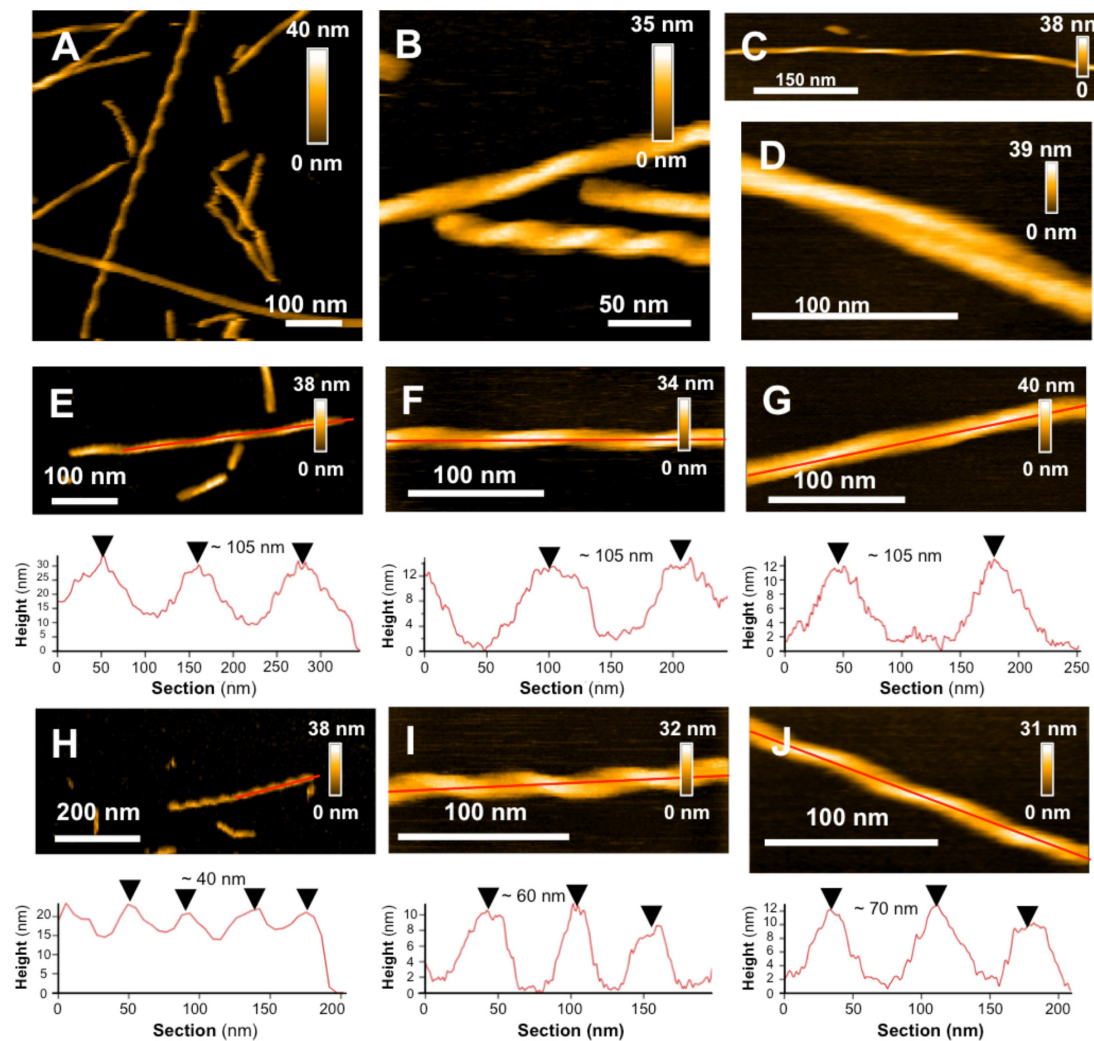 A
40 nm
0 nm
100 nm
B
35 nm
0 nm
50 nm
C
38 nm
0
150 nm
D
39 nm
0 nm
100 nm
E
38 nm
0 nm
100 nm
F
34 nm
0 nm
100 nm
G
40 nm
0 nm
100 nm
~ 105 nm
Height (nm)
30
25
20
15
10
5
0
0 50 100 150 200 250 300
Section (nm)
~ 105 nm
Height (nm)
12
8
4
0
0 50 100 150 200
Section (nm)
~ 105 nm
Height (nm)
12
10
8
6
4
2
0
0 50 100 150 200 250
Section (nm)
H
38 nm
0 nm
200 nm
I
32 nm
0 nm
100 nm
J
31 nm
0 nm
100 nm
~ 40 nm
Height (nm)
20
15
10
5
0
0 50 100 150 200
Section (nm)
~ 60 nm
Height (nm)
10
8
6
4
2
0
0 50 100 150
Section (nm)
~ 70 nm
Height (nm)
12
10
8
6
4
2
0
0 50 100 150 200
Section (nm)